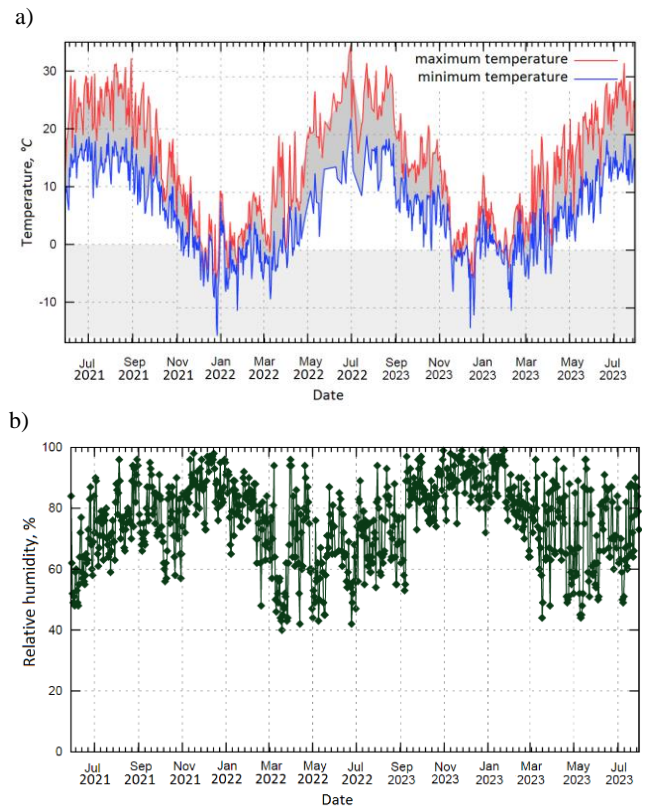 a)
maximum temperature
minimum temperature
30
20
10
0
-10
Temperature, °C
Jul Sep Nov Jan Mar May Jul Sep Nov Jan Mar May Jul
2021 2021 2021 2022 2022 2022 2022 2023 2023 2023 2023 2023 2023
Date
b)
100
80
60
40
20
0
Relative humidity, %
Jul Sep Nov Jan Mar May Jul Sep Nov Jan Mar May Jul
2021 2021 2021 2022 2022 2022 2022 2023 2023 2023 2023 2023 2023
Date